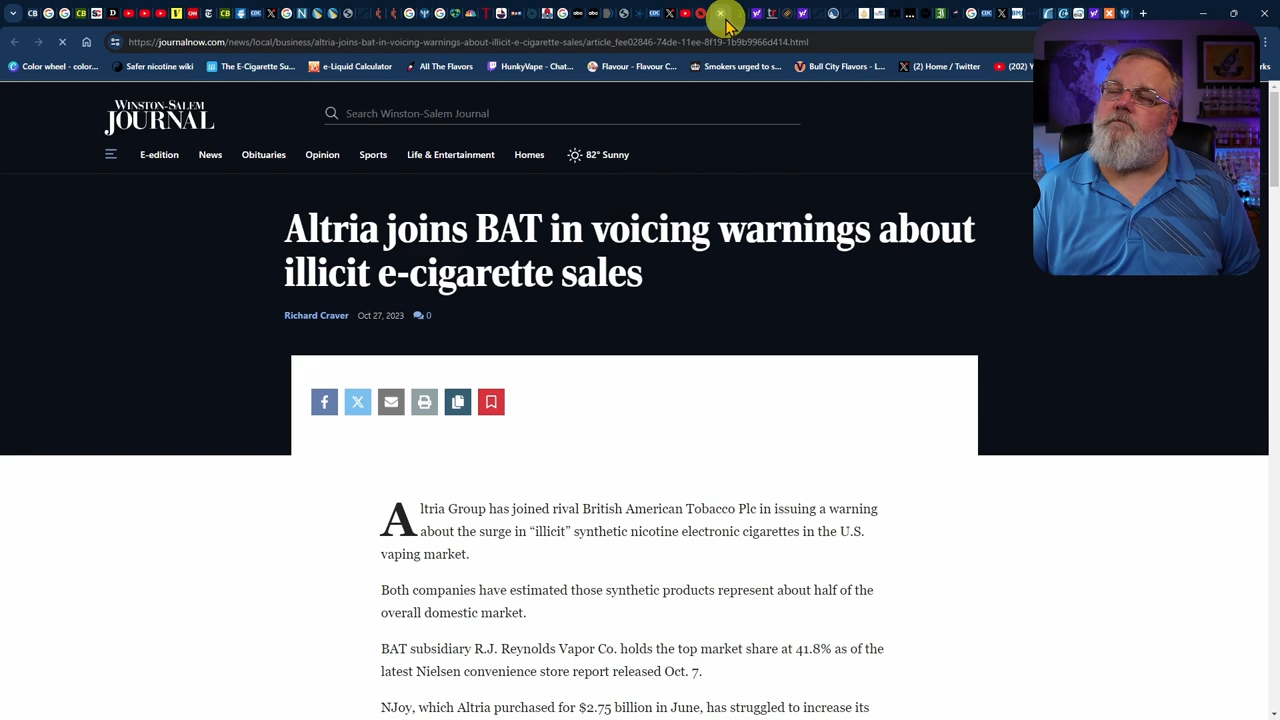 https://journalnow.com/news/local/business/altria-joins-bat-in-voicing-warnings-about-illicit-e-cigarette-sales/article_fee02846-74de-11ee-8f19-1b9b9966d414.html
Color wheel - color...
Safer nicotine wiki
The E-Cigarette Su...
e-Liquid Calculator
All The Flavors
HunkyVape - Chat...
Flavour – Flavour C...
Smokers urged to s...
Bull City Flavors - L...
(2) Home / Twitter
(202) Y
WINSTON-SALEM
JOURNAL
Search Winston-Salem Journal
E-edition News Obituaries Opinion Sports Life & Entertainment Homes 82° Sunny
Altria joins BAT in voicing warnings about
illicit e-cigarette sales
Richard Craver Oct 27, 2023 0
Altria Group has joined rival British American Tobacco Plc in issuing a warning
about the surge in “illicit” synthetic nicotine electronic cigarettes in the U.S.
vaping market.
Both companies have estimated those synthetic products represent about half of the
overall domestic market.
BAT subsidiary R.J. Reynolds Vapor Co. holds the top market share at 41.8% as of the
latest Nielsen convenience store report released Oct. 7.
NJoy, which Altria purchased for $2.75 billion in June, has struggled to increase its